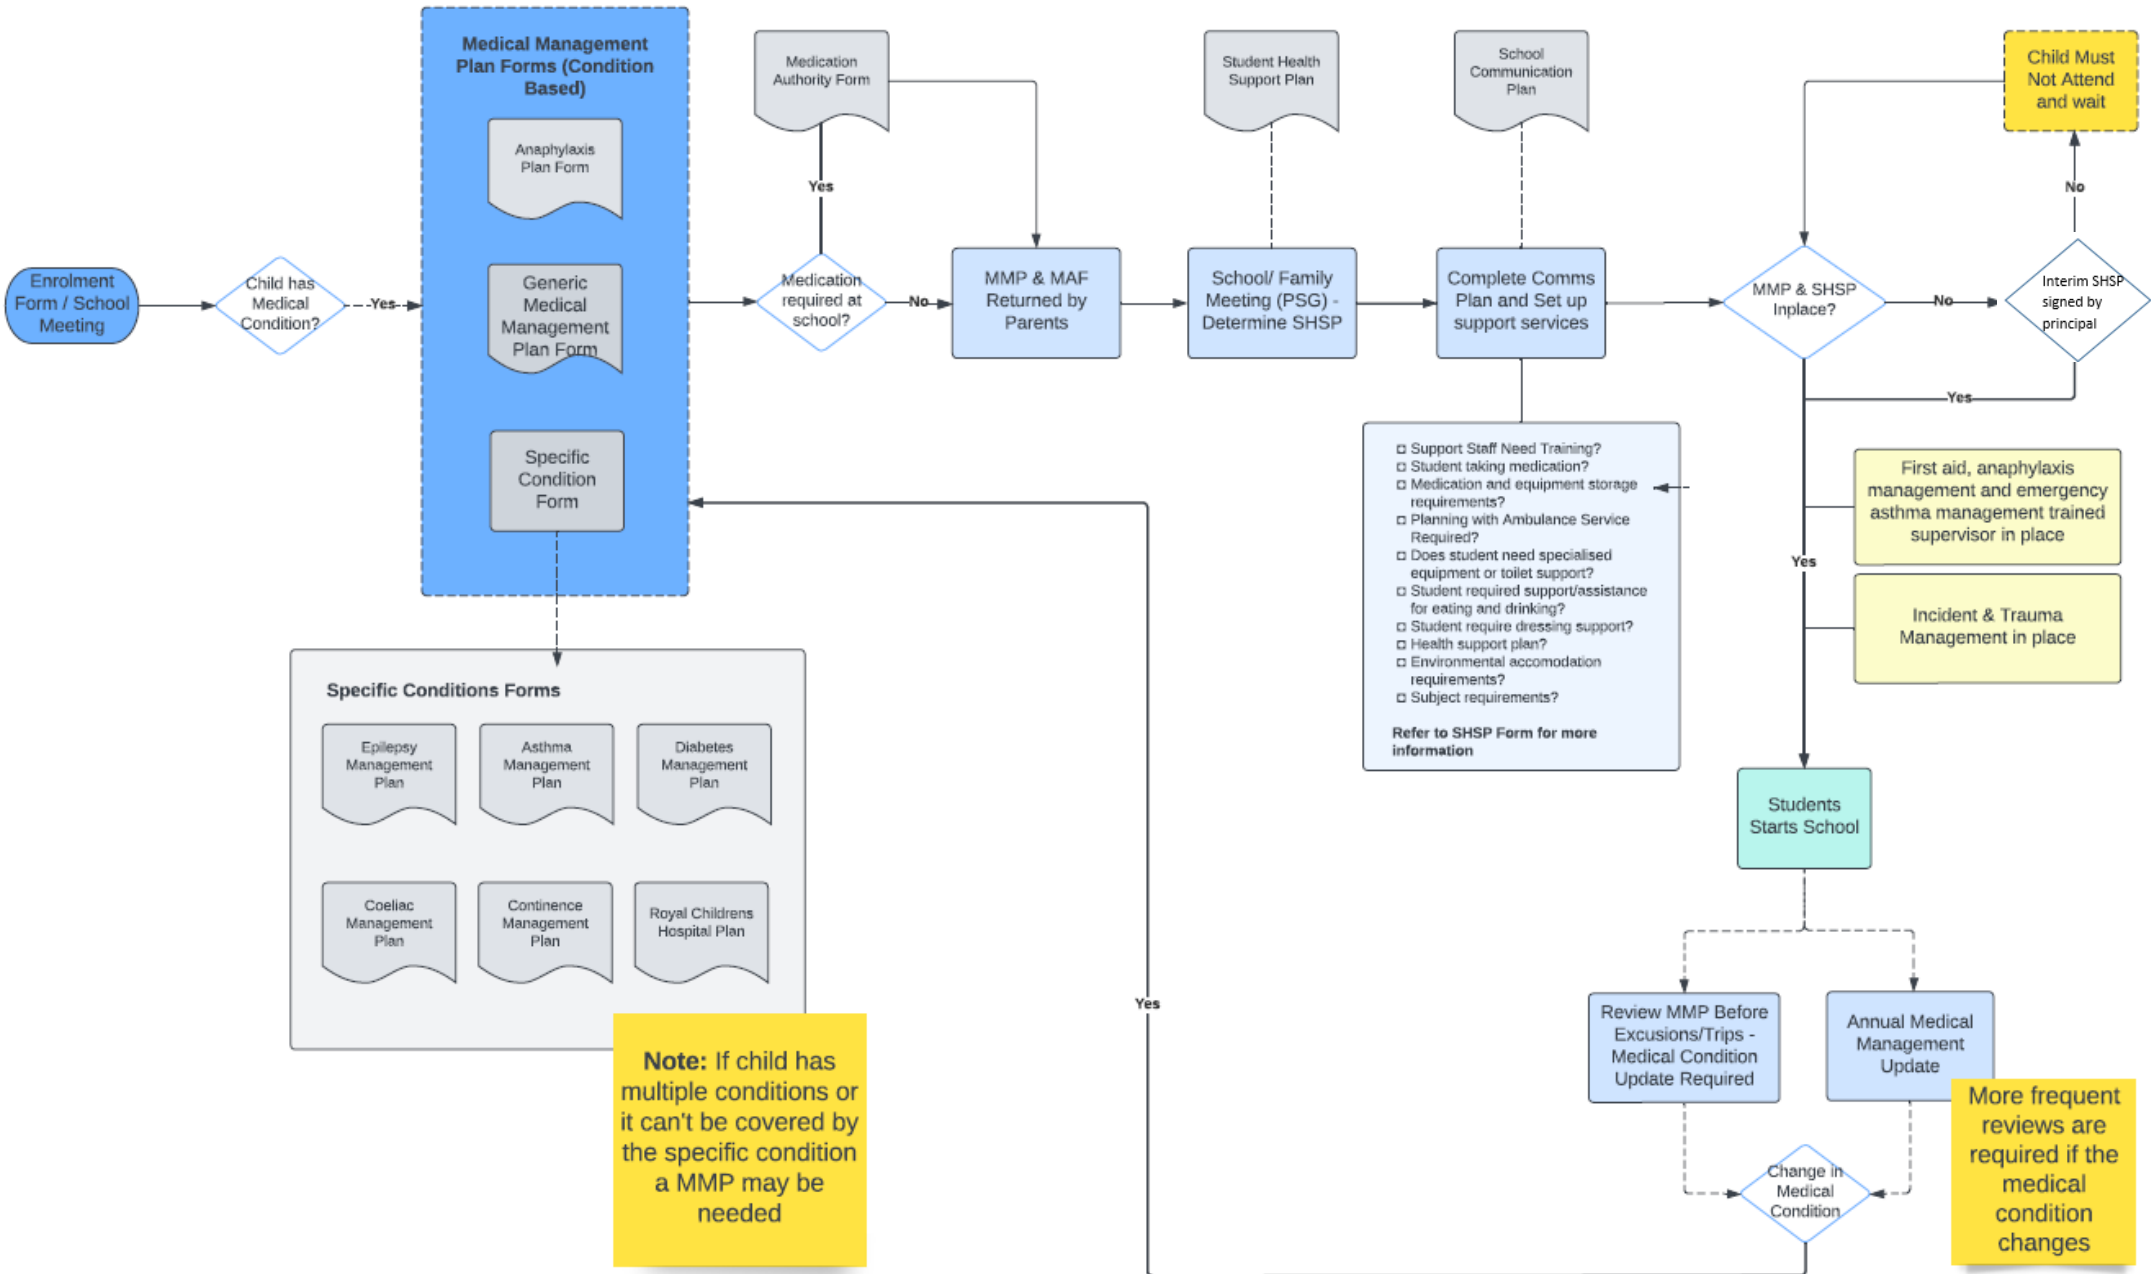 Enrolment
Form / School
Meeting
Child has
Medical
Condition?
Yes
Medical Management
Plan Forms (Condition
Based)
Anaphylaxis
Plan Form
Generic
Medical
Management
Plan Form
Specific
Condition
Form
Specific Conditions Forms
Epilepsy
Management
Plan
Asthma
Management
Plan
Diabetes
Management
Plan
Coeliac
Management
Plan
Continence
Management
Plan
Royal Childrens
Hospital Plan
Note: If child has
multiple conditions or
it can't be covered by
the specific condition
a MMP may be
needed
Medication
Authority Form
Yes
Medication
required at
school?
No
MMP & MAF
Returned by
Parents
Student Health
Support Plan
School/ Family
Meeting (PSG) -
Determine SHSP
School
Communication
Plan
Complete Comms
Plan and Set up
support services
Support Staff Need Training?
Student taking medication?
Medication and equipment storage
requirements?
Planning with Ambulance Service
Required?
Does student need specialised
equipment or toilet support?
Student required support/assistance
for eating and drinking?
Student require dressing support?
Health support plan?
Environmental accomodation
requirements?
Subject requirements?
Refer to SHSP Form for more
information
MMP & SHSP
Inplace?
No
Interim SHSP
signed by
principal
No
Child Must
Not Attend
and wait
Yes
First aid, anaphylaxis
management and emergency
asthma management trained
supervisor in place
Yes
Incident & Trauma
Management in place
Students
Starts School
Review MMP Before
Excusions/Trips -
Medical Condition
Update Required
Annual Medical
Management
Update
More frequent
reviews are
required if the
medical
condition
changes
Change in
Medical
Condition
Yes